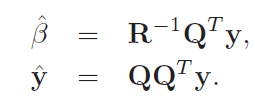 β̂ = R⁻¹Qᵀy,
ŷ = QQᵀy.